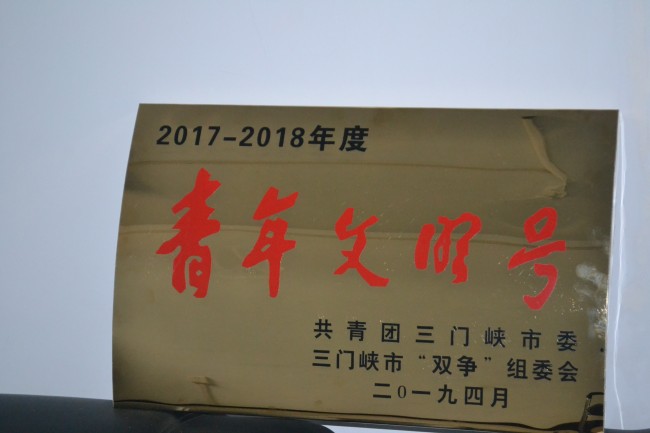 2017-2018年度
青年文明号
共青团三门峡市委
三门峡市“双争”组委会
二0一九四月